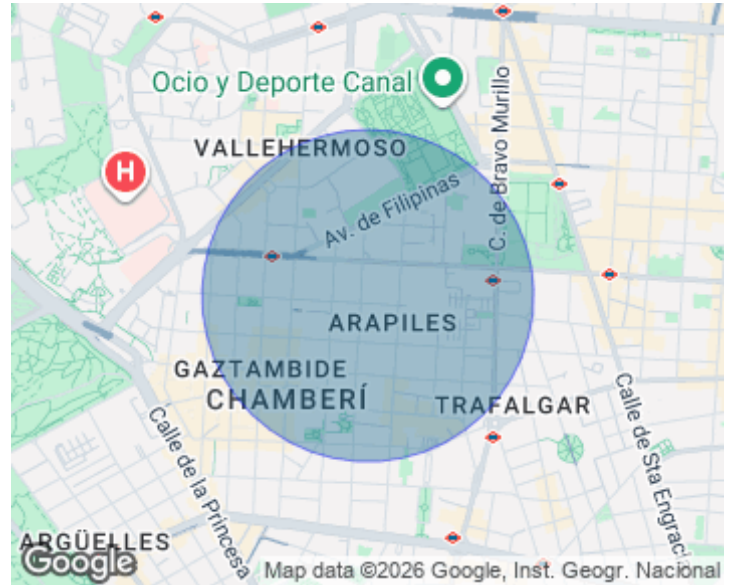 Ocio y Deporte Canal
VALLEHERMOSO
H
Av. de Filipinas
C. de Bravo Murillo
ARAPILES
GAZTAMBIDE
CHAMBERÍ
TRAFALGAR
Calle de la Princesa
Calle de Sta Engraci
ARGÜELLES
Google
Map data ©2026 Google, Inst. Geogr. Nacional